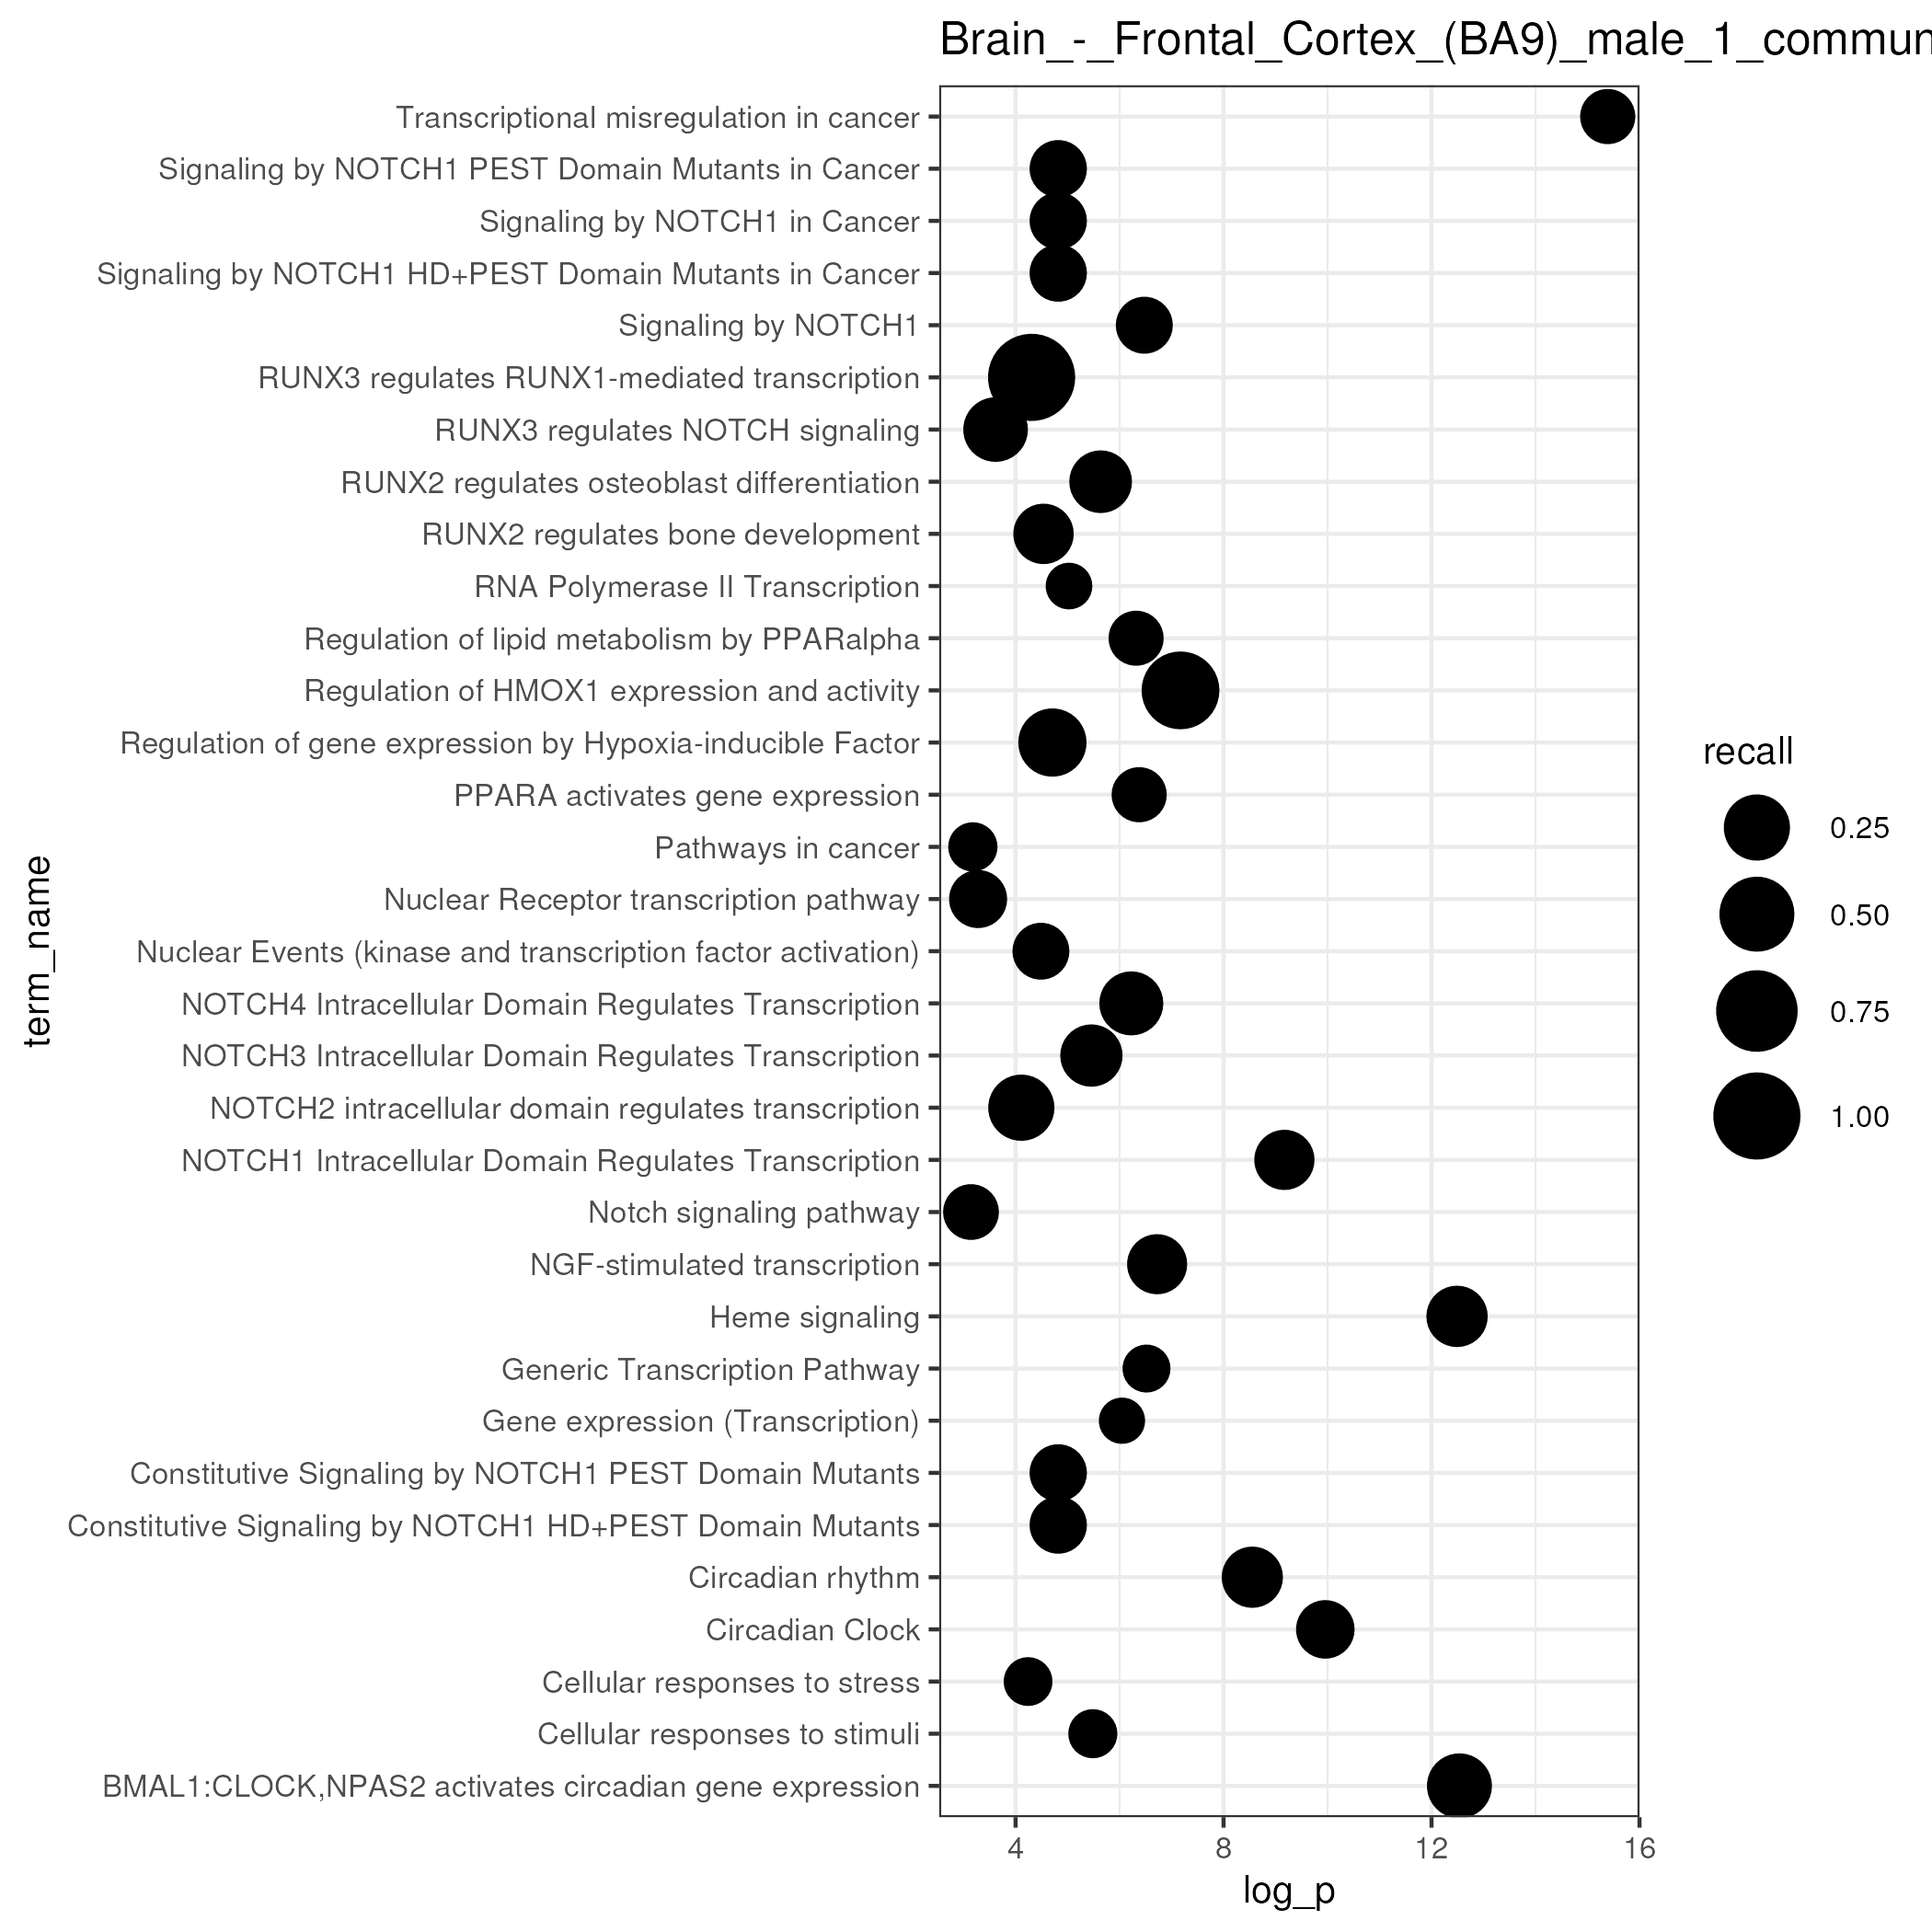 Brain_-_Frontal_Cortex_(BA9)_male_1_commun
Transcriptional misregulation in cancer
Signaling by NOTCH1 PEST Domain Mutants in Cancer
Signaling by NOTCH1 in Cancer
Signaling by NOTCH1 HD+PEST Domain Mutants in Cancer
Signaling by NOTCH1
RUNX3 regulates RUNX1-mediated transcription
RUNX3 regulates NOTCH signaling
RUNX2 regulates osteoblast differentiation
RUNX2 regulates bone development
RNA Polymerase II Transcription
Regulation of lipid metabolism by PPARalpha
Regulation of HMOX1 expression and activity
Regulation of gene expression by Hypoxia-inducible Factor
PPARA activates gene expression
Pathways in cancer
Nuclear Receptor transcription pathway
Nuclear Events (kinase and transcription factor activation)
NOTCH4 Intracellular Domain Regulates Transcription
NOTCH3 Intracellular Domain Regulates Transcription
NOTCH2 intracellular domain regulates transcription
NOTCH1 Intracellular Domain Regulates Transcription
Notch signaling pathway
NGF-stimulated transcription
Heme signaling
Generic Transcription Pathway
Gene expression (Transcription)
Constitutive Signaling by NOTCH1 PEST Domain Mutants
Constitutive Signaling by NOTCH1 HD+PEST Domain Mutants
Circadian rhythm
Circadian Clock
Cellular responses to stress
Cellular responses to stimuli
BMAL1:CLOCK,NPAS2 activates circadian gene expression
term_name
4 8 12 16
log_p
recall
0.25
0.50
0.75
1.00